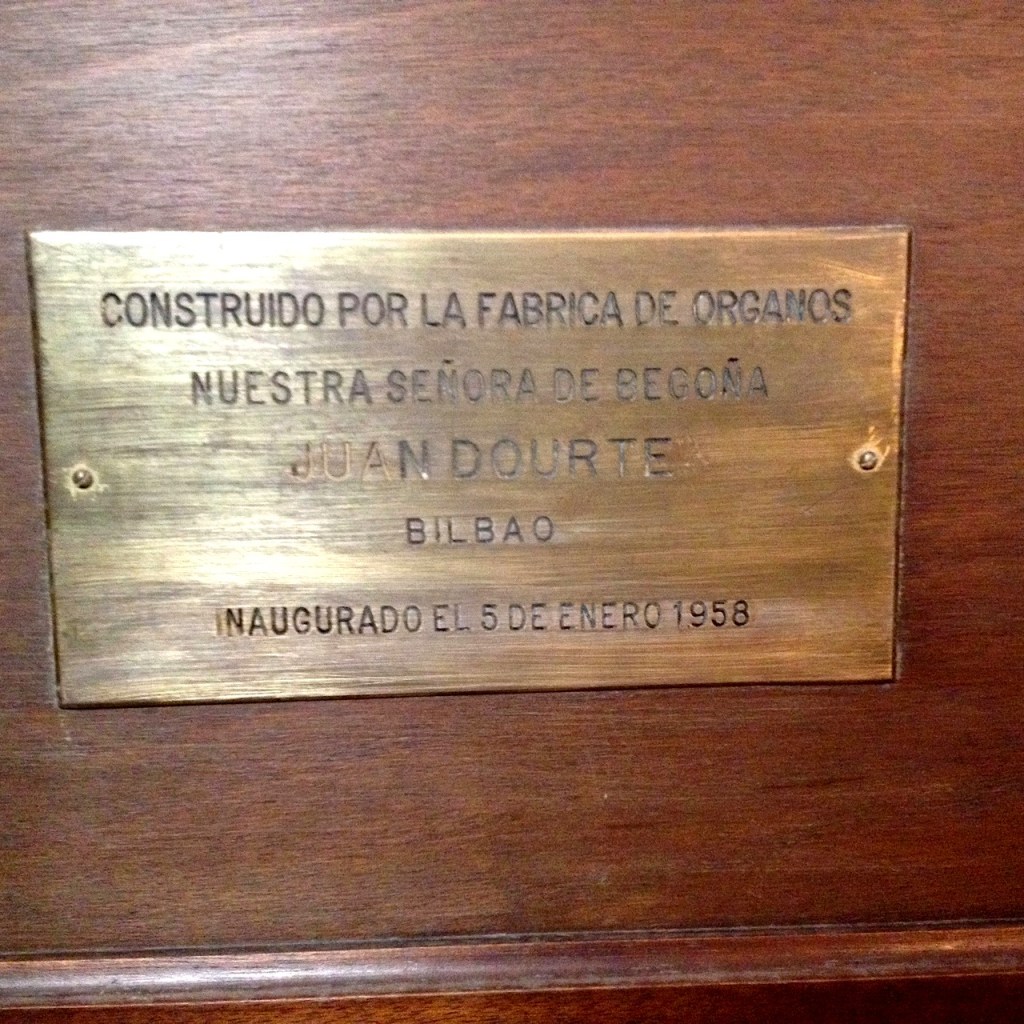 CONSTRUIDO POR LA FABRICA DE ORGANOS
NUESTRA SEÑORA DE BEGOÑA
JUAN DOURTE
BILBAO
INAUGURADO EL 5 DE ENERO 1958